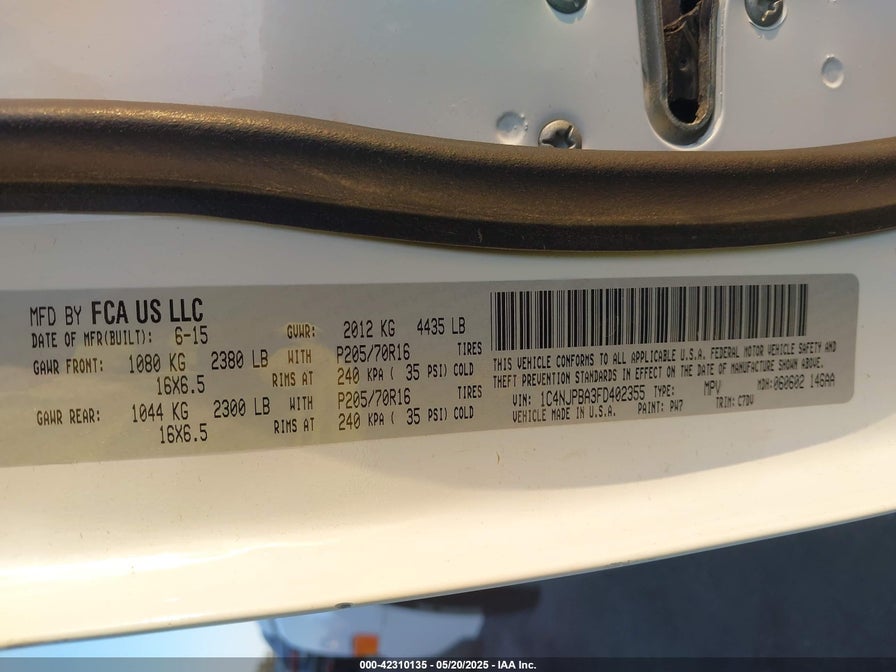 MFD BY FCA US LLC
DATE OF MFR(BUILT): 6-15 GVWR: 2012 KG 4435 LB
GAWR FRONT: 1080 KG 2380 LB WITH P205/70R16 TIRES
16X6.5 RIMS AT 240 KPA ( 35 PSI) COLD
GAWR REAR: 1044 KG 2300 LB WITH P205/70R16 TIRES
16X6.5 RIMS AT 240 KPA ( 35 PSI) COLD
THIS VEHICLE CONFORMS TO ALL APPLICABLE U.S.A. FEDERAL MOTOR VEHICLE SAFETY AND
THEFT PREVENTION STANDARDS IN EFFECT ON THE DATE OF MANUFACTURE SHOWN ABOVE.
VIN: 1C4NJPBA3FD402355 TYPE: MPV MDH: 060602 146AA
VEHICLE MADE IN U.S.A. PAINT: PW7 TRIM: C7DV
000-42310135 - 05/20/2025 - IAA Inc.